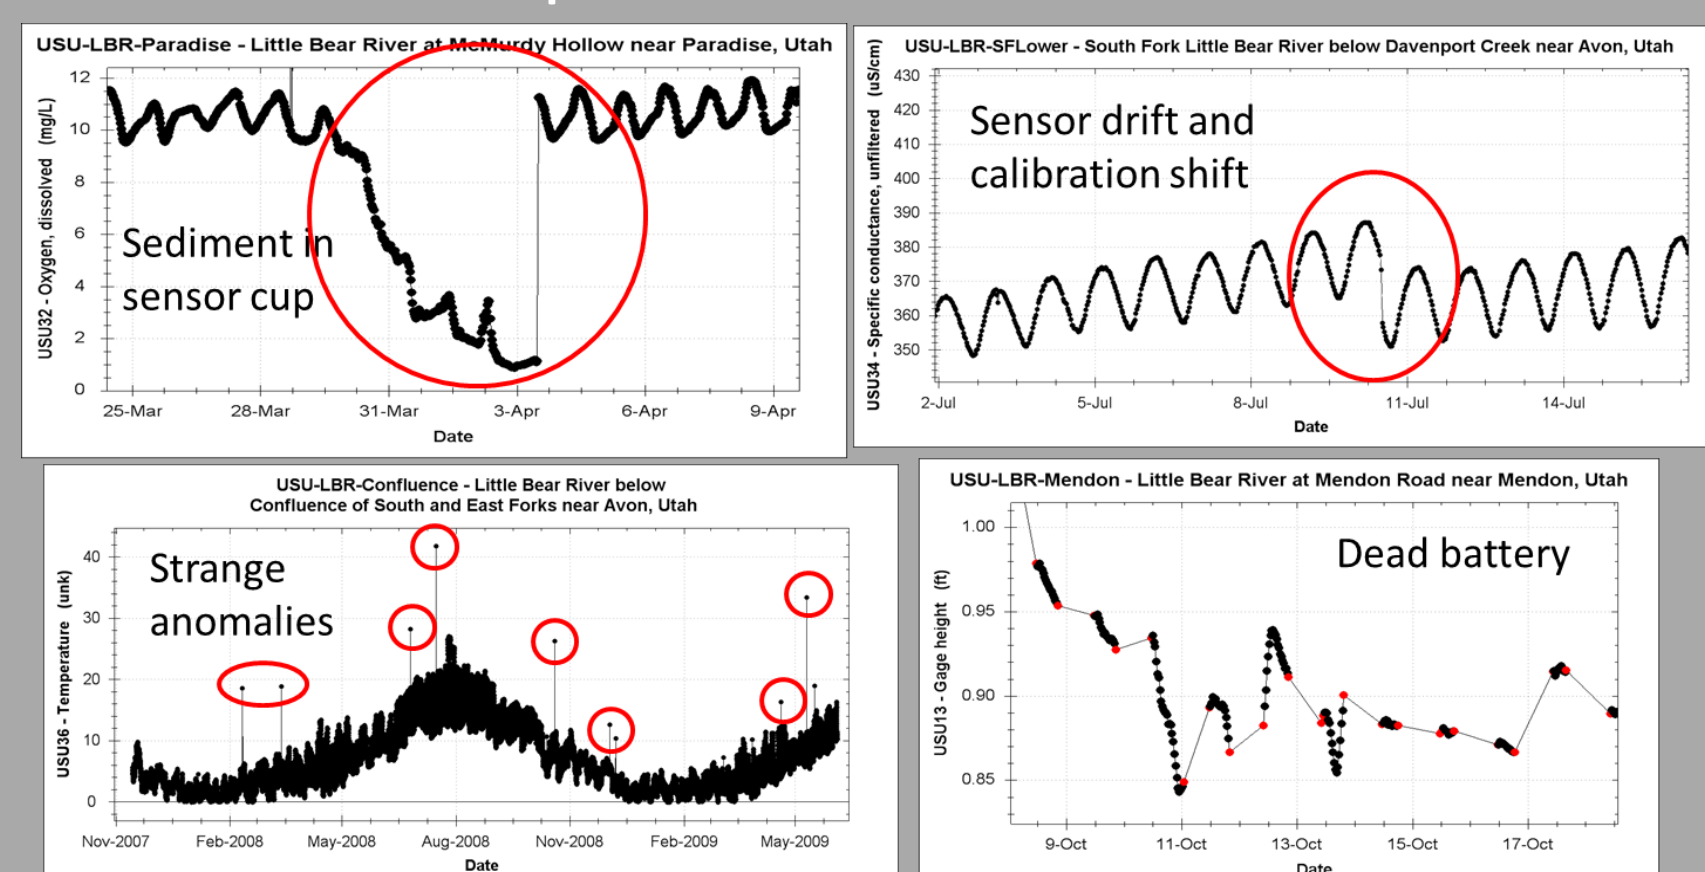 USU-LBR-Paradise - Little Bear River at McMurdy Hollow near Paradise, Utah
USU32 - Oxygen, dissolved (mg/L)
12
10
8
6
4
2
0
Sediment in
sensor cup
25-Mar 28-Mar 31-Mar 3-Apr 6-Apr 9-Apr
Date
USU-LBR-SFLower - South Fork Little Bear River below Davenport Creek near Avon, Utah
USU34 - Specific conductance, unfiltered (uS/cm)
430
420
410
400
390
380
370
360
350
Sensor drift and
calibration shift
2-Jul 5-Jul 8-Jul 11-Jul 14-Jul
Date
USU-LBR-Confluence - Little Bear River below
Confluence of South and East Forks near Avon, Utah
USU36 - Temperature (unk)
40
30
20
10
0
Strange
anomalies
Nov-2007 Feb-2008 May-2008 Aug-2008 Nov-2008 Feb-2009 May-2009
Date
USU-LBR-Mendon - Little Bear River at Mendon Road near Mendon, Utah
USU13 - Gage height (ft)
1.00
0.95
0.90
0.85
Dead battery
9-Oct 11-Oct 13-Oct 15-Oct 17-Oct
Date